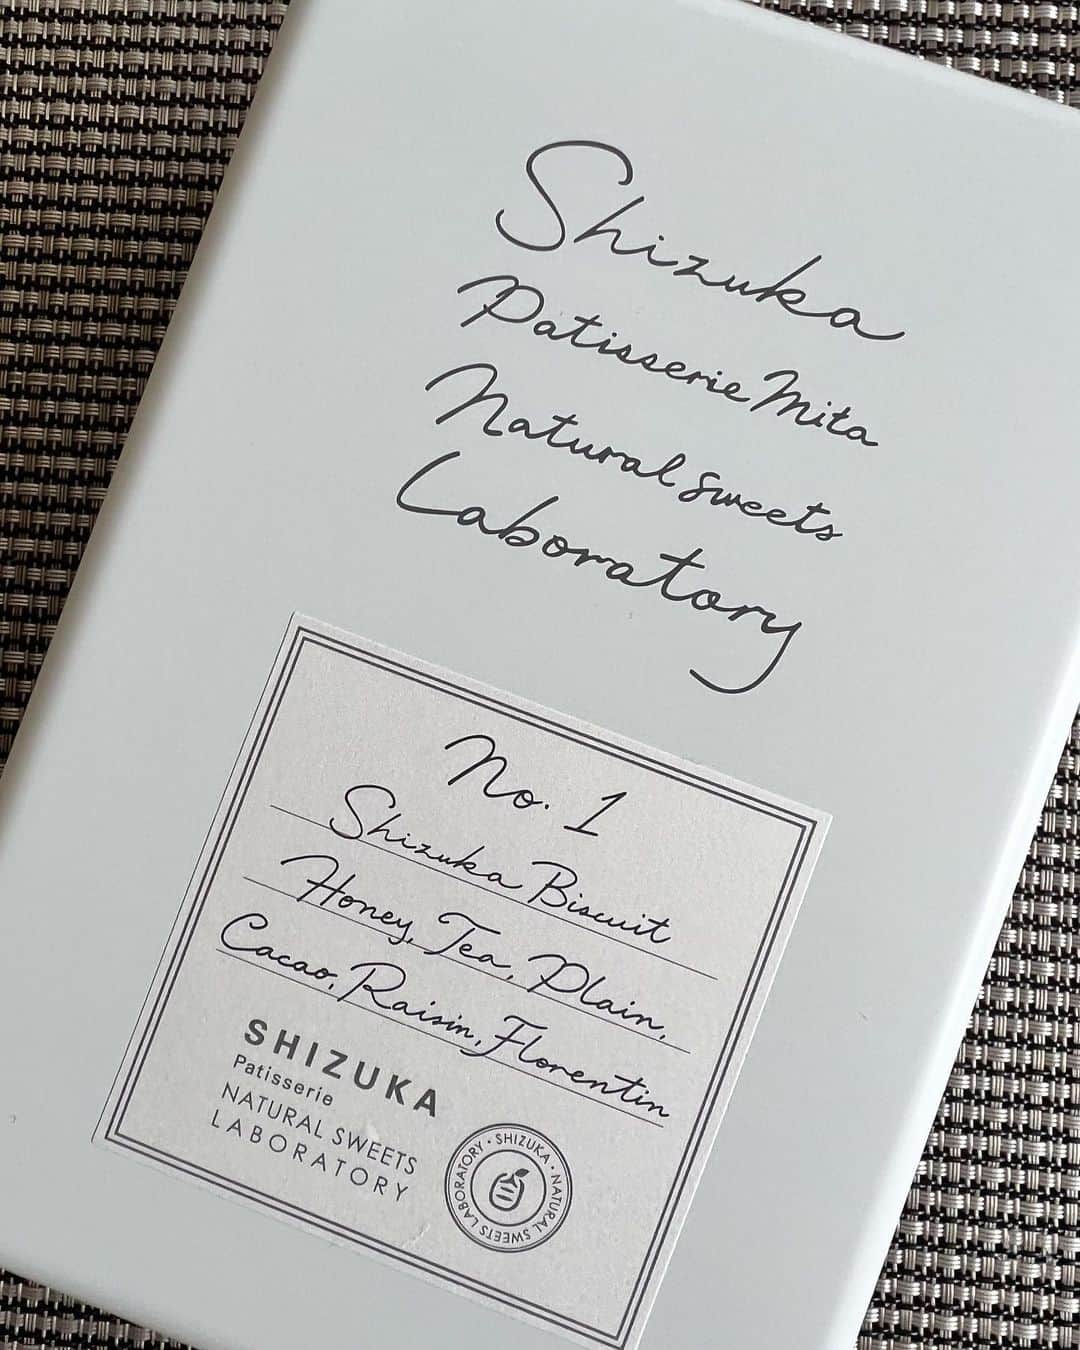 Shizuka
Patisserie Mita
Natural Sweets
Laboratory
No. 1
Shizuka Biscuit
Honey, Tea, Plain,
Cacao, Raisin, Florentin
SHIZUKA
Patisserie
NATURAL SWEETS
LABORATORY
· SHIZUKA · NATURAL SWEETS LABORATORY